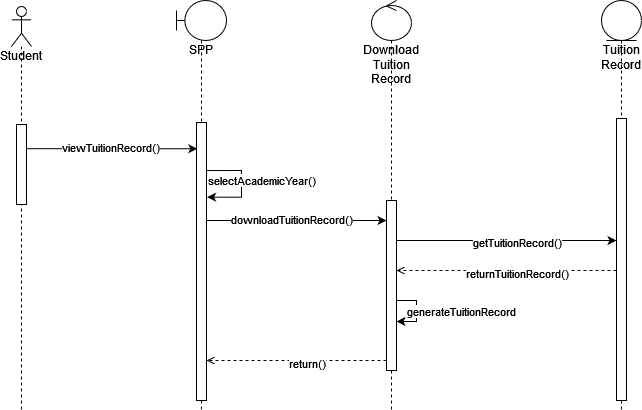 Student
SPP
Download
Tuition
Record
Tuition
Record
viewTuitionRecord()
selectAcademicYear()
downloadTuitionRecord()
getTuitionRecord()
returnTuitionRecord()
generateTuitionRecord
return()